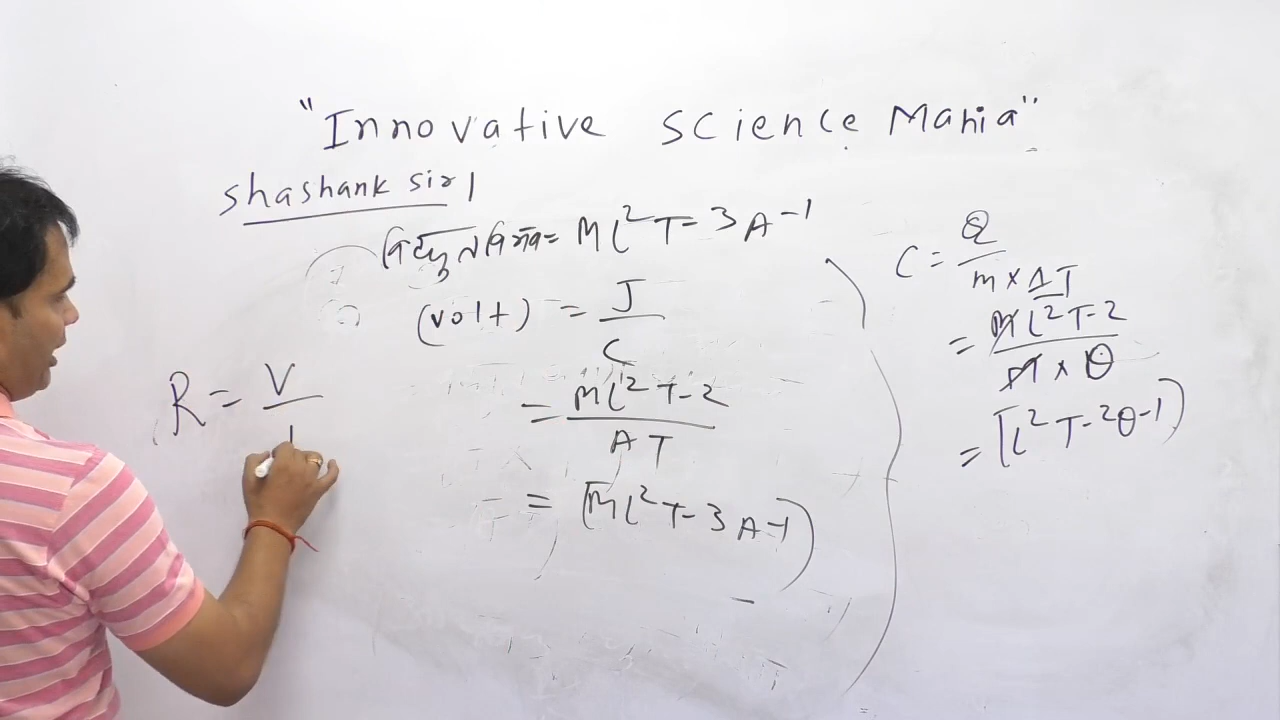 "Innovative Science Mania"
Shashank sir
विद्युत विभव = ML²T-3A-1
(volt) = J/C
= ML²T-2/AT
= [ML²T-3A-1)
R = V/I
C = Q/m×ΔT
= ML²T-2/M×θ
= [L²T-2θ-1)